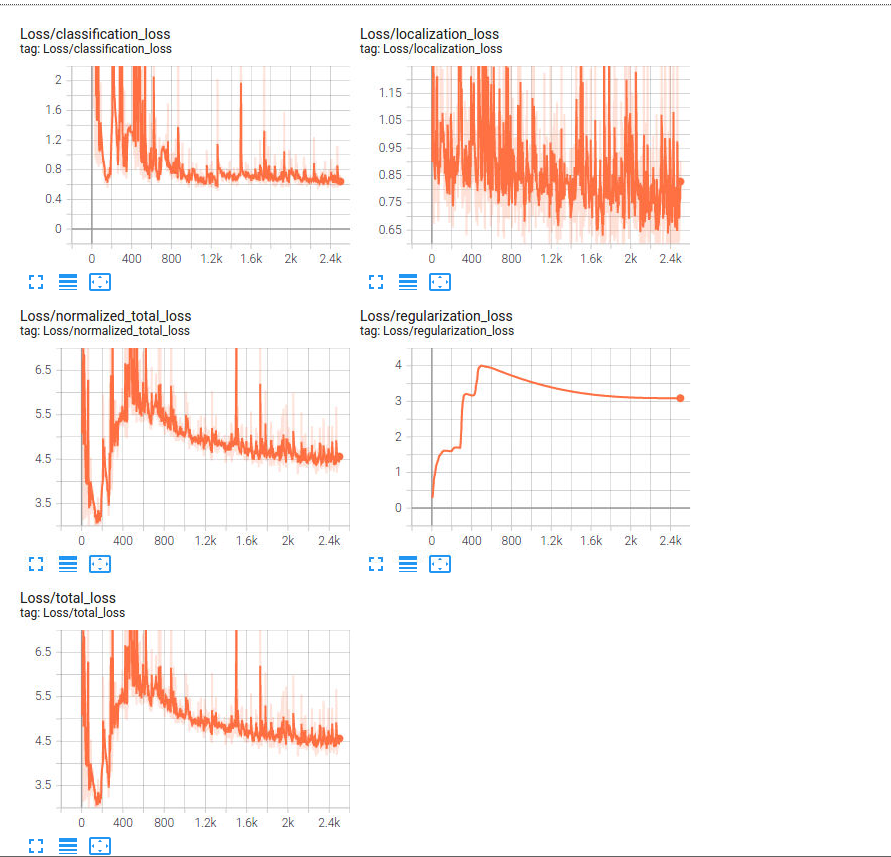 Loss/classification_loss
tag: Loss/classification_loss
2
1.6
1.2
0.8
0.4
0
0 400 800 1.2k 1.6k 2k 2.4k
Loss/localization_loss
tag: Loss/localization_loss
1.15
1.05
0.95
0.85
0.75
0.65
0 400 800 1.2k 1.6k 2k 2.4k
Loss/normalized_total_loss
tag: Loss/normalized_total_loss
6.5
5.5
4.5
3.5
0 400 800 1.2k 1.6k 2k 2.4k
Loss/regularization_loss
tag: Loss/regularization_loss
4
3
2
1
0
0 400 800 1.2k 1.6k 2k 2.4k
Loss/total_loss
tag: Loss/total_loss
6.5
5.5
4.5
3.5
0 400 800 1.2k 1.6k 2k 2.4k